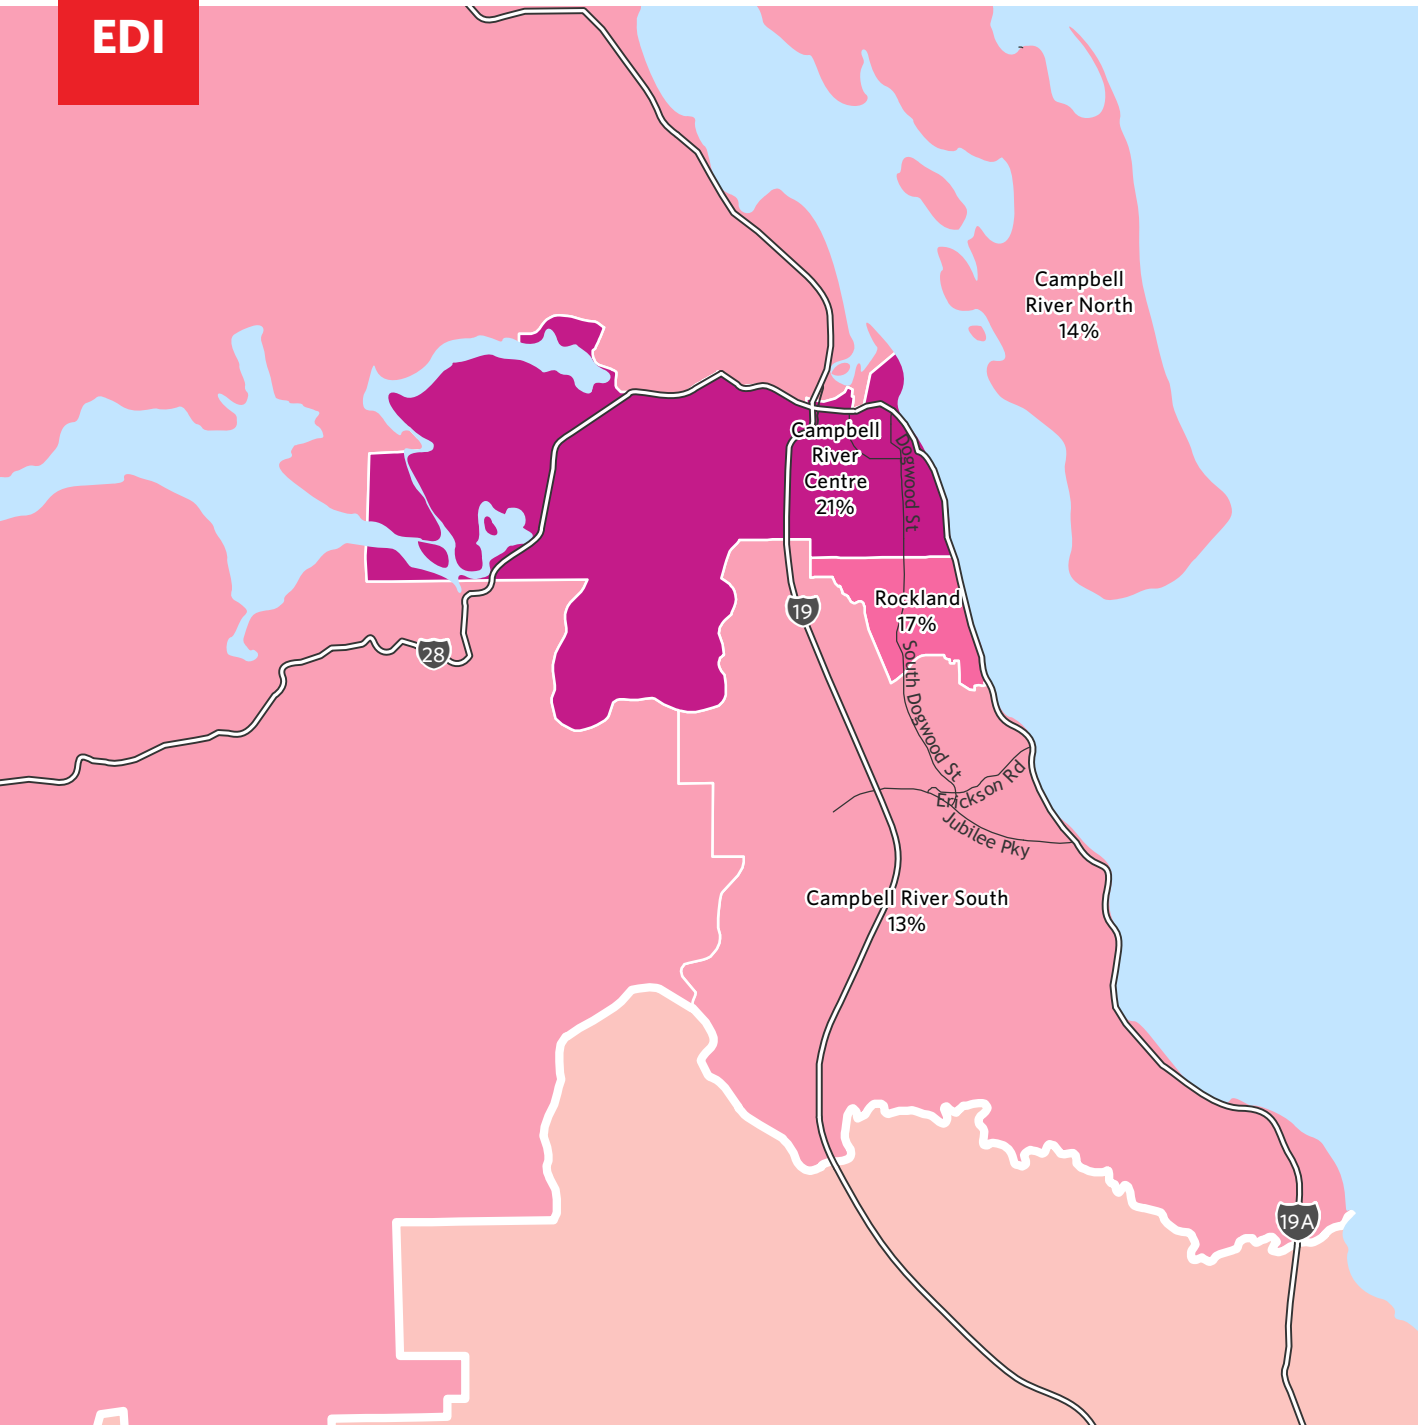 EDI
Campbell
River North
14%
Campbell
River
Centre
21%
Dogwood St
Rockland
17%
19
28
South Dogwood St
Erickson Rd
Jubilee Pky
Campbell River South
13%
19A